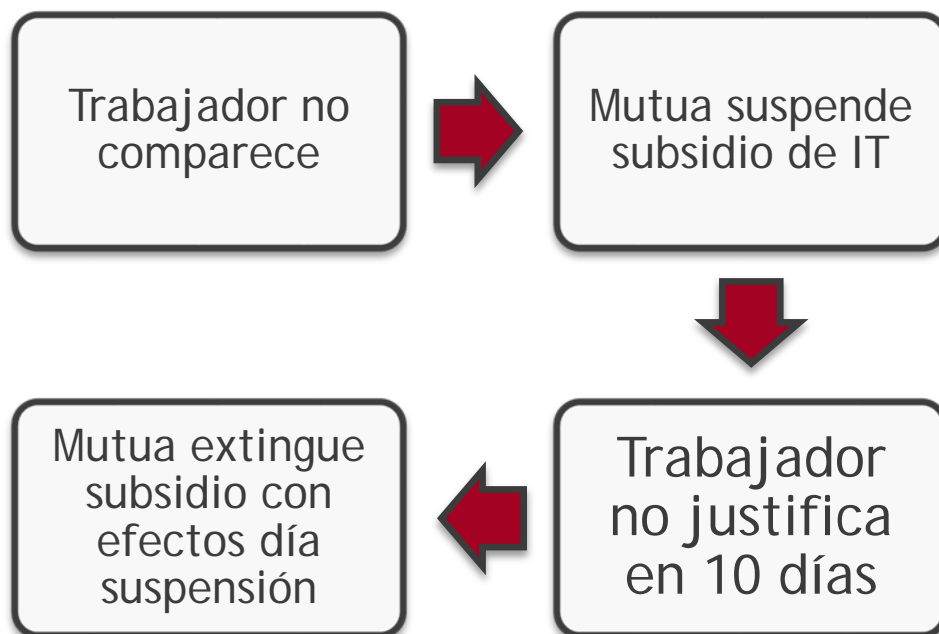 Trabajador no
comparece
Mutua suspende
subsidio de IT
Trabajador
no justifica
en 10 días
Mutua extingue
subsidio con
efectos día
suspensión